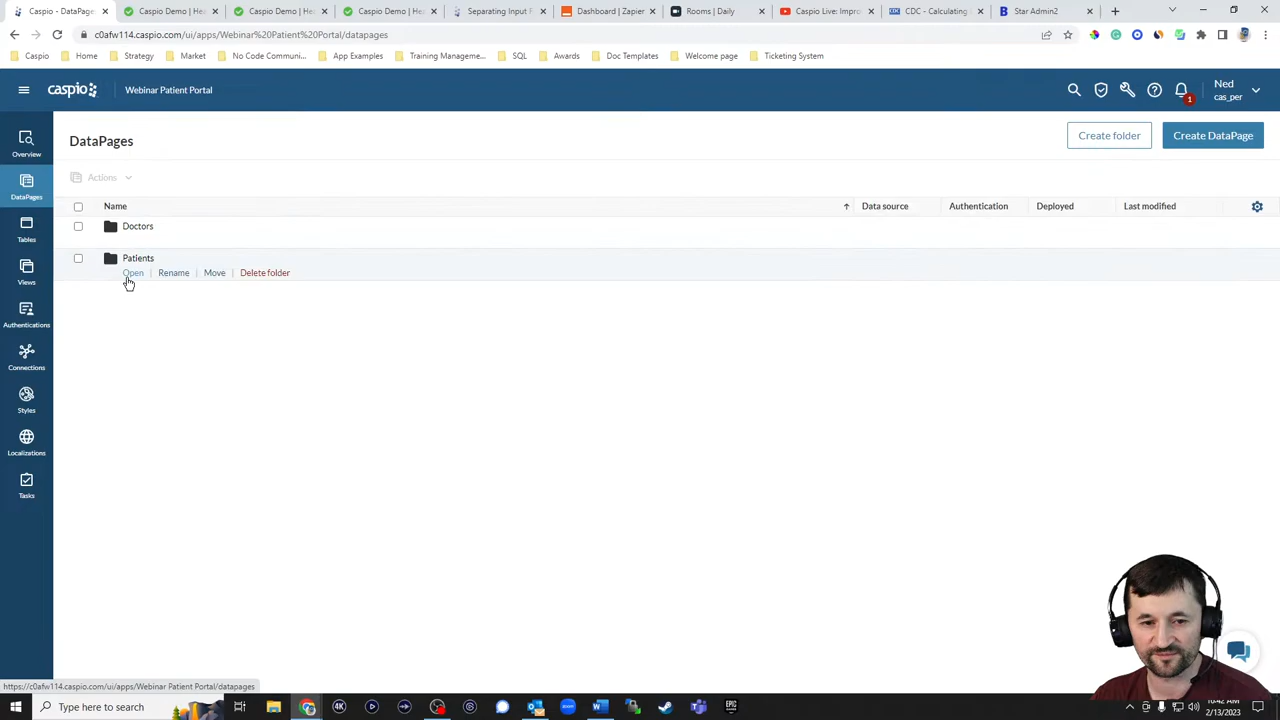 Caspio - DataPages
Caspio Demo | He
Caspio Demo | He
Caspio Demo | He
Separating Input F
Dashboard | Zapier
Rooms | Daily
Caspio Live: Impro
CDC - Calculating
Star Admin2
c0afw114.caspio.com/ui/apps/Webinar%20Patient%20Portal/datapages
Caspio
Home
Strategy
Market
No Code Communi...
App Examples
Training Manageme...
SQL
Awards
Doc Templates
Welcome page
Ticketing System
caspio
Webinar Patient Portal
1
Ned
cas_per
Overview
DataPages
Tables
Views
Authentications
Connections
Styles
Localizations
Tasks
DataPages
Create folder
Create DataPage
Actions
Name
Data source
Authentication
Deployed
Last modified
Doctors
Patients
Open | Rename | Move | Delete folder
https://c0afw114.caspio.com/ui/apps/Webinar Patient Portal/datapages
Type here to search
4K
EPIC
10:42 AM
2/13/2023